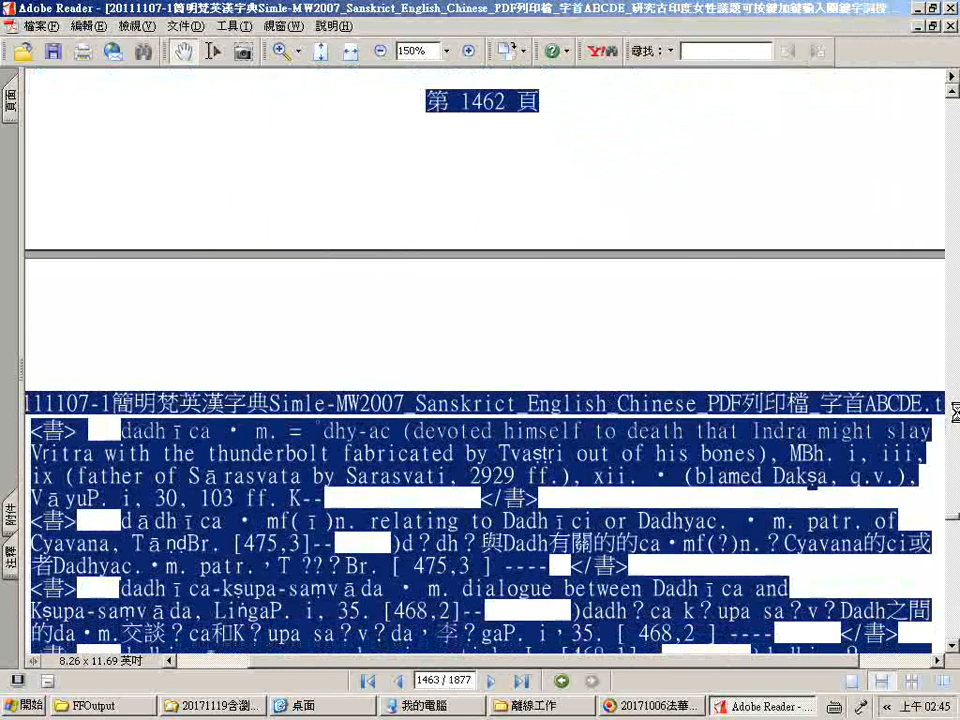 Adobe Reader - [20111107-1簡明梵英漢字典Simle-MW2007_Sanskrict_English_Chinese_PDF列印檔_字首ABCDE_研究古印度女性議題可按鍵加鍵輸入關鍵字詞搜
檔案(F) 編輯(E) 檢視(V) 文件(D) 工具(T) 視窗(W) 說明(H)
150% Y! 尋找:
頁面
第 1462 頁
111107-1簡明梵英漢字典Simle-MW2007_Sanskrict_English_Chinese_PDF列印檔_字首ABCDE.t
<書> dadhīca • m. = °dhy-ac (devoted himself to death that Indra might slay
Vritra with the thunderbolt fabricated by Tvaṣṭri out of his bones), MBh. i, iii,
ix (father of Sārasvata by Sarasvati, 2929 ff.), xii. • (blamed Dakṣa, q.v.),
VāyuP. i, 30, 103 ff. K-- </書>
<書> dādhīca • mf(ī)n. relating to Dadhīci or Dadhyac. • m. patr. of
Cyavana, TāṇḍBr. [475,3]-- )d？dh？與Dadh有關的的ca•mf(?)n.？Cyavana的ci或
者Dadhyac.•m. patr.，T ???Br. [ 475,3 ] ---- </書>
<書> dadhīca-kṣupa-saṃvāda • m. dialogue between Dadhīca and
Kṣupa-saṃvāda, LiṅgaP. i, 35. [468,2]-- )dadh？ca k？upa sa？v？Dadh之間
的da•m.交談？ca和K？upa sa？v？da，李？gaP. i，35. [ 468,2 ] ---- </書>
附件
註釋
8.26 x 11.69 英吋
1463 / 1877
開始 FFOutput 20171119含瀏... 桌面 我的電腦 離線工作 20171006法華... Adobe Reader - ... 上午 02:45